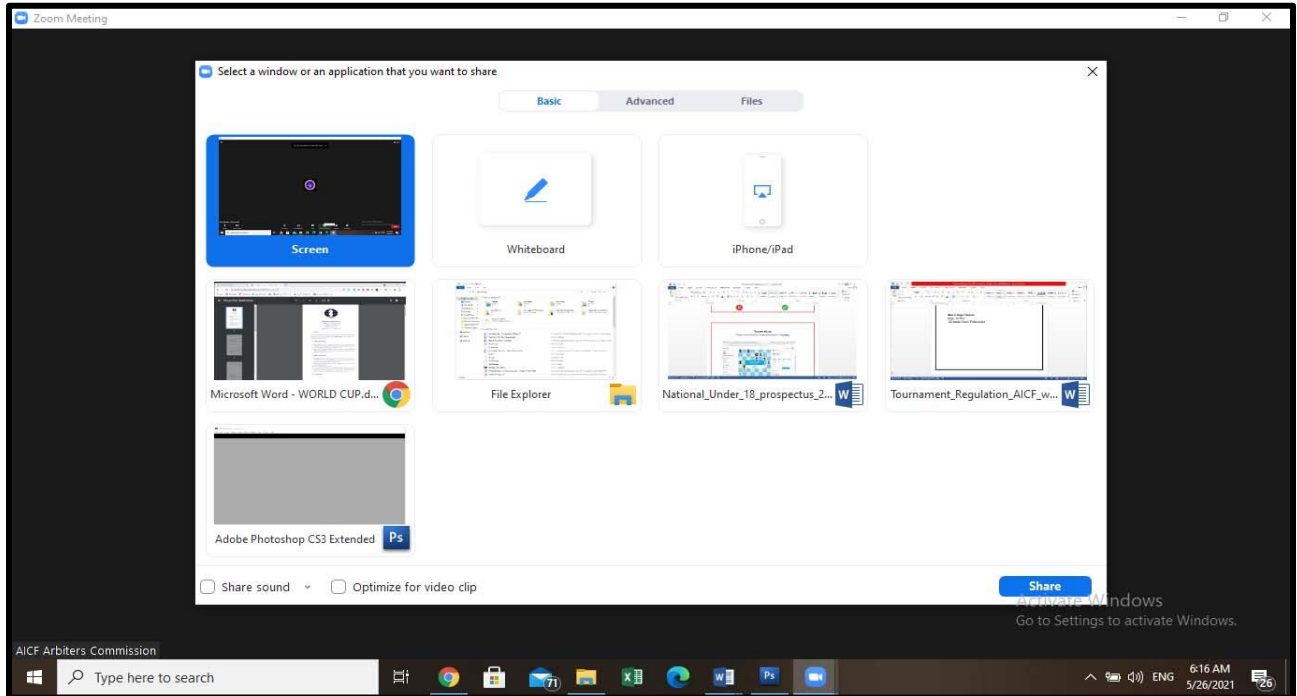 Zoom Meeting
Select a window or an application that you want to share
Basic
Advanced
Files
Screen
Whiteboard
iPhone/iPad
Microsoft Word - WORLD CUP.d...
File Explorer
National_Under_18_prospectus_2...
W
Tournament_Regulation_AICF_w...
W
Adobe Photoshop CS3 Extended
Ps
Share sound
Optimize for video clip
Share
Activate Windows
Go to Settings to activate Windows.
AICF Arbiters Commission
Type here to search
71
Ps
ENG
6:16 AM
5/26/2021
26